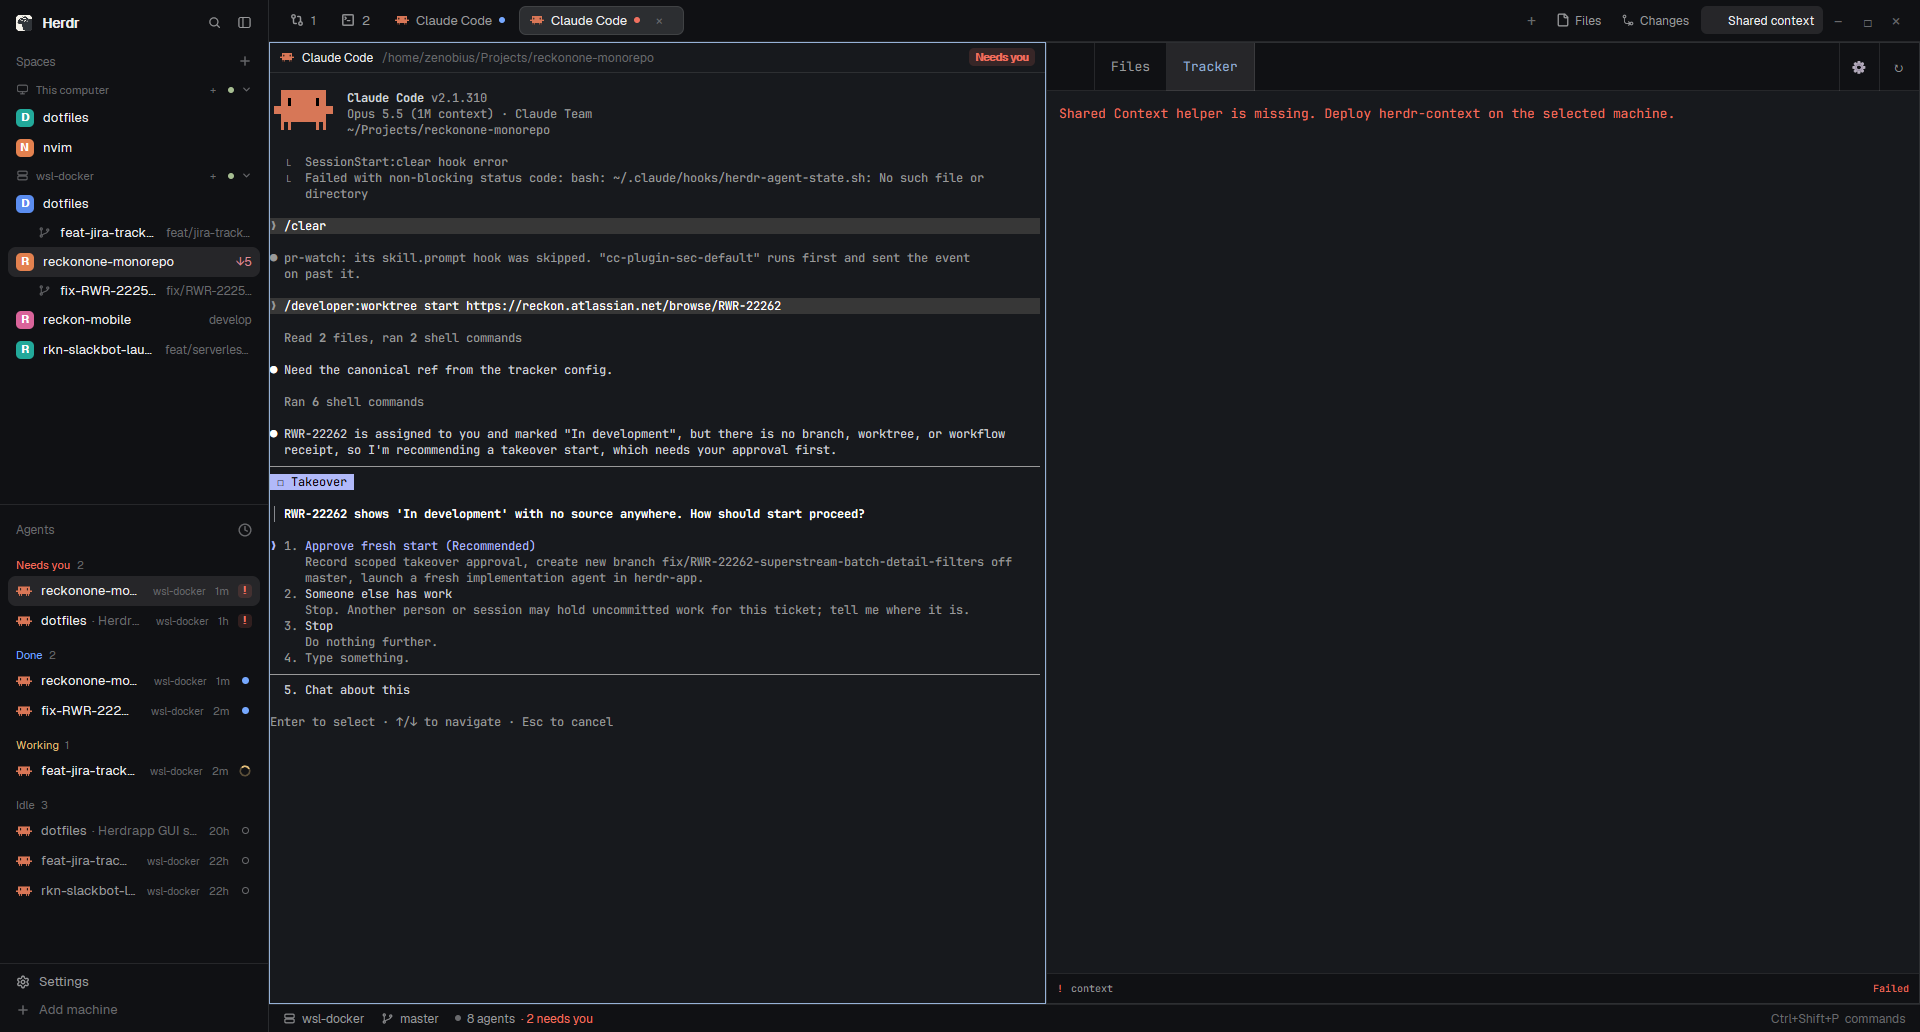 Herdr
Spaces
This computer
D dotfiles
N nvim
wsl-docker
D dotfiles
feat-jira-track... feat/jira-track...
R reckonone-monorepo ↓5
fix-RWR-2225... fix/RWR-2225...
R reckon-mobile develop
R rkn-slackbot-lau... feat/serverles...
Agents
Needs you 2
reckonone-mo... wsl-docker 1m !
dotfiles · Herdr... wsl-docker 1h !
Done 2
reckonone-mo... wsl-docker 1m
fix-RWR-222... wsl-docker 2m
Working 1
feat-jira-track... wsl-docker 2m
Idle 3
dotfiles · Herdrapp GUI s... 20h
feat-jira-trac... wsl-docker 22h
rkn-slackbot-l... wsl-docker 22h
Settings
+ Add machine
1 2 Claude Code Claude Code ×
+ Files Changes Shared context
Claude Code /home/zenobius/Projects/reckonone-monorepo Needs you
Claude Code v2.1.310
Opus 5.5 (1M context) · Claude Team
~/Projects/reckonone-monorepo
SessionStart:clear hook error
Failed with non-blocking status code: bash: ~/.claude/hooks/herdr-agent-state.sh: No such file or
directory
❯ /clear
● pr-watch: its skill.prompt hook was skipped. "cc-plugin-sec-default" runs first and sent the event
on past it.
❯ /developer:worktree start https://reckon.atlassian.net/browse/RWR-22262
Read 2 files, ran 2 shell commands
● Need the canonical ref from the tracker config.
Ran 6 shell commands
● RWR-22262 is assigned to you and marked "In development", but there is no branch, worktree, or workflow
receipt, so I'm recommending a takeover start, which needs your approval first.
☐ Takeover
RWR-22262 shows 'In development' with no source anywhere. How should start proceed?
❯ 1. Approve fresh start (Recommended)
Record scoped takeover approval, create new branch fix/RWR-22262-superstream-batch-detail-filters off
master, launch a fresh implementation agent in herdr-app.
2. Someone else has work
Stop. Another person or session may hold uncommitted work for this ticket; tell me where it is.
3. Stop
Do nothing further.
4. Type something.
5. Chat about this
Enter to select · ↑/↓ to navigate · Esc to cancel
Files Tracker
Shared Context helper is missing. Deploy herdr-context on the selected machine.
! context Failed
wsl-docker master 8 agents · 2 needs you Ctrl+Shift+P commands